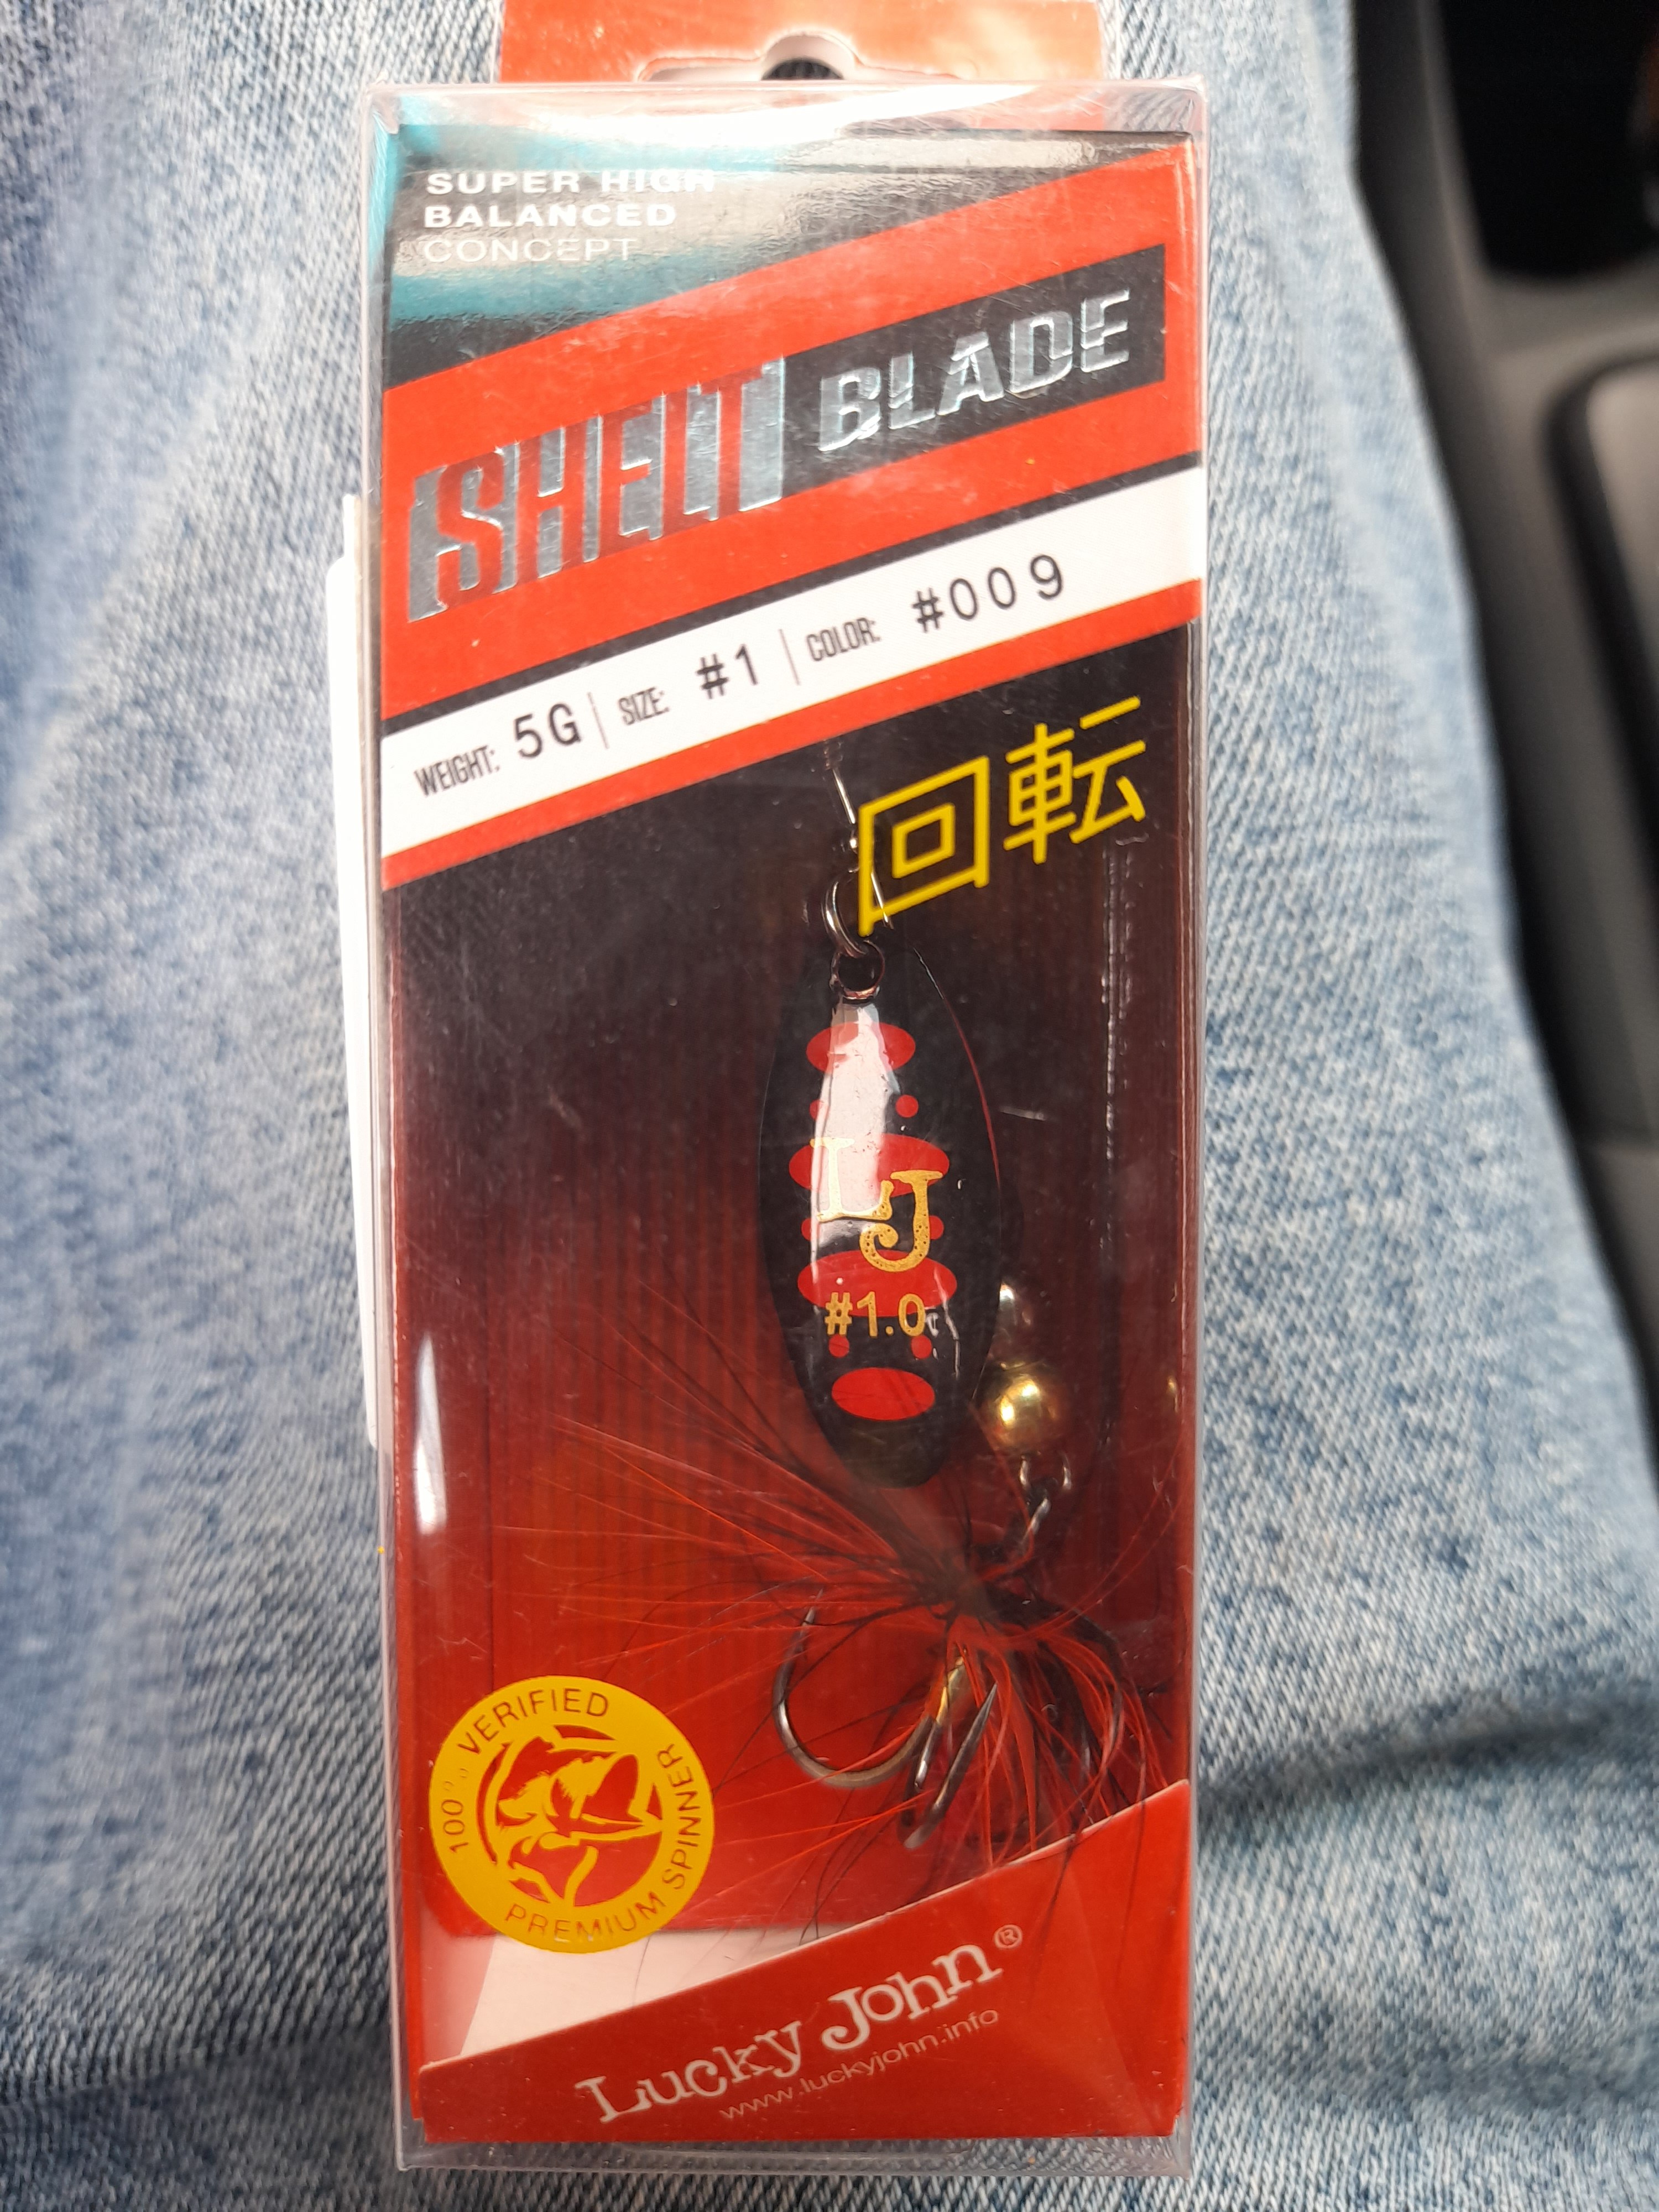 SUPER HIGH
BALANCED
CONCEPT
SHELT BLADE
WEIGHT: 5G | SIZE: #1 | COLOR: #009
回転
LJ
#1.0
100% VERIFIED
PREMIUM SPINNER
Lucky John®
www.luckyjohn.info